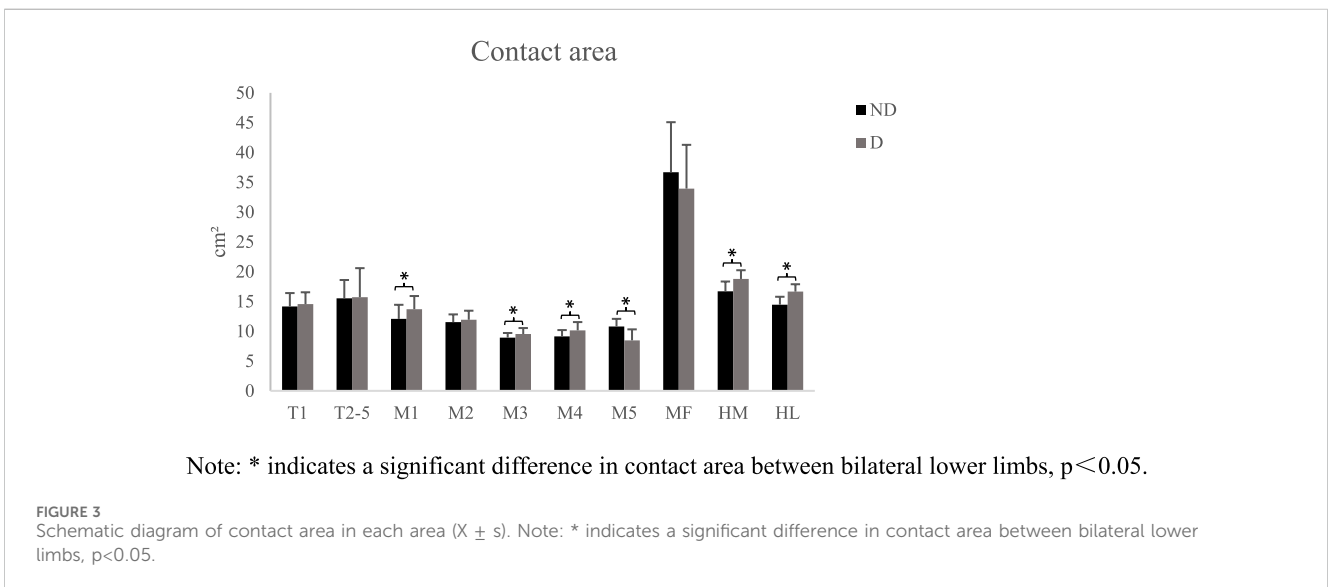 Contact area
50
45
40
35
30
25
20
15
10
5
0
cm²
* * * * * * *
T1 T2-5 M1 M2 M3 M4 M5 MF HM HL
ND
D
Note: * indicates a significant difference in contact area between bilateral lower limbs, p＜0.05.
FIGURE 3
Schematic diagram of contact area in each area (X ± s). Note: * indicates a significant difference in contact area between bilateral lower
limbs, p<0.05.